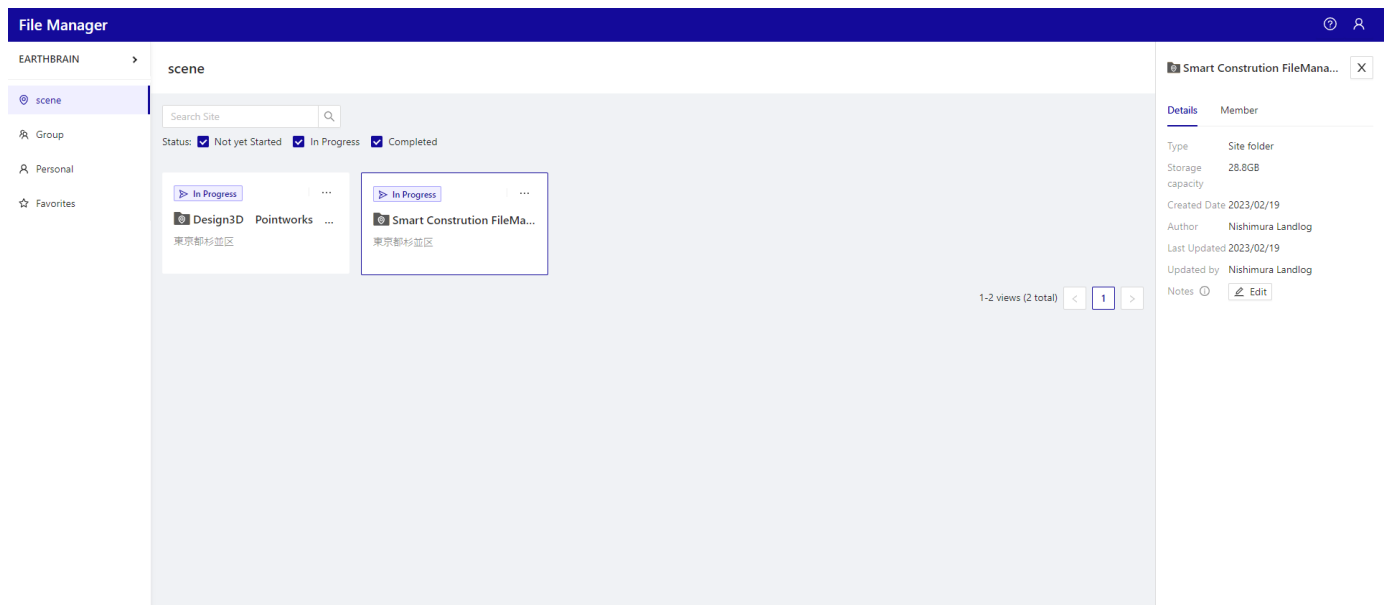 File Manager
EARTHBRAIN
scene
Group
Personal
Favorites
scene
Search Site
Status: Not yet Started In Progress Completed
In Progress
Design3D Pointworks ...
東京都杉並区
In Progress
Smart Constrution FileMa...
東京都杉並区
1-2 views (2 total) < 1 >
Smart Constrution FileMana... X
Details Member
Type Site folder
Storage capacity 28.8GB
Created Date 2023/02/19
Author Nishimura Landlog
Last Updated 2023/02/19
Updated by Nishimura Landlog
Notes Edit